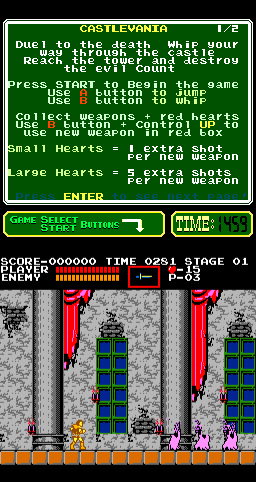 CASTLEVANIA 1/2
Duel to the death Whip your
way through the castle
Reach the tower and destroy
the evil Count
Press START to Begin the game
Use A button to Jump
Use B button to whip
Collect weapons + red hearts
Use B button + Control UP to
use new weapon in red box
Small Hearts = 1 extra shot
per new weapon
Large Hearts = 5 extra shots
per new weapon
ENTER
GAME SELECT
START BUTTONS
TIME: 1459
SCORE-000000 TIME 0281 STAGE 01
PLAYER -15
ENEMY P-03